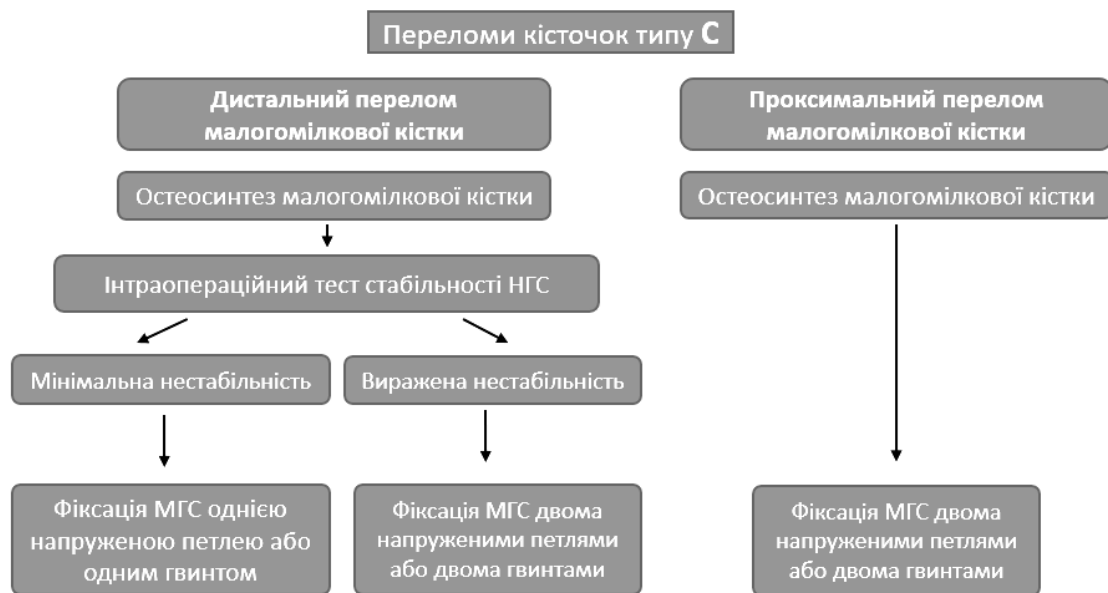 Переломи кісточок типу С
Дистальний перелом
малогомілкової кістки
Проксимальний перелом
малогомілкової кістки
Остеосинтез малогомілкової кістки
Остеосинтез малогомілкової кістки
Інтраопераційний тест стабільності НГС
Мінімальна нестабільність
Виражена нестабільність
Фіксація МГС однією
напруженою петлею або
одним гвинтом
Фіксація МГС двома
напруженими петлями
або двома гвинтами
Фіксація МГС двома
напруженими петлями
або двома гвинтами